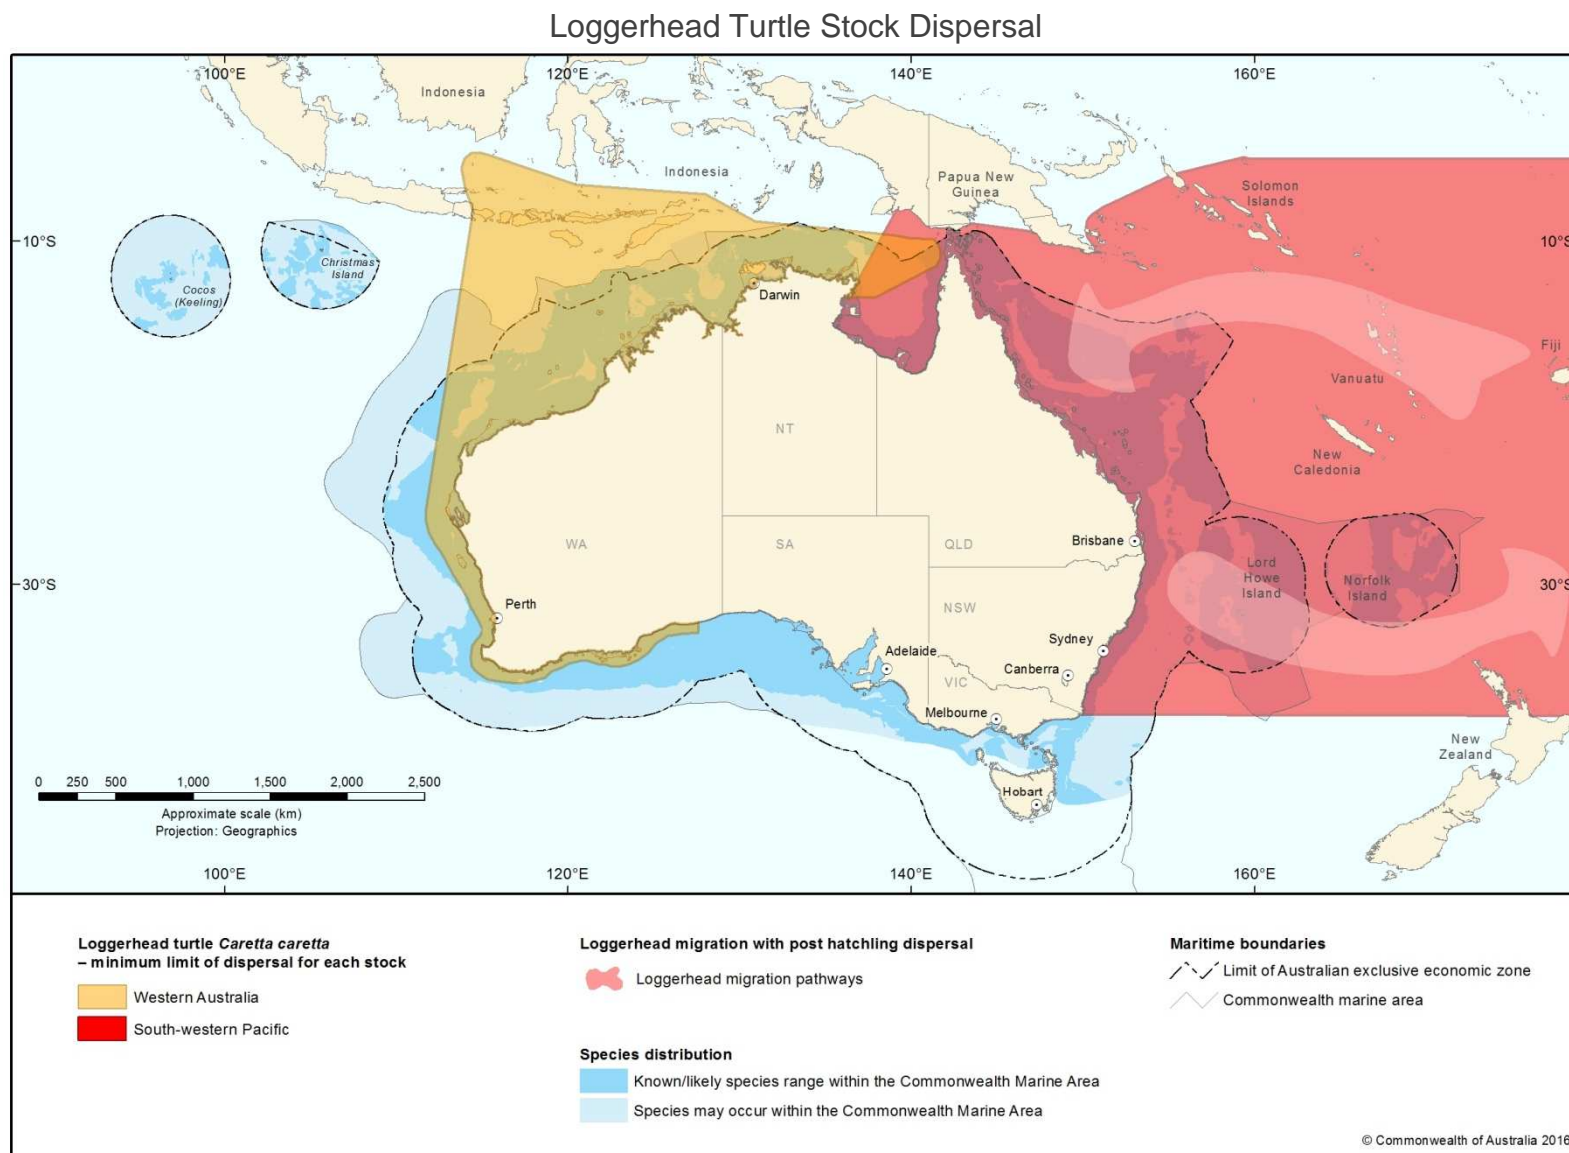 Loggerhead Turtle Stock Dispersal
100°E
120°E
140°E
160°E
Indonesia
Indonesia
Papua New
Guinea
Solomon
Islands
10°S
10°S
Christmas
Island
Cocos
(Keeling)
Darwin
Fiji
Vanuatu
NT
New
Caledonia
WA
SA
QLD
Brisbane
Lord
Howe
Island
Norfolk
Island
30°S
30°S
Perth
NSW
Sydney
Adelaide
Canberra
VIC
Melbourne
New
Zealand
Hobart
0 250 500 1,000 1,500 2,000 2,500
Approximate scale (km)
Projection: Geographics
100°E
120°E
140°E
160°E
Loggerhead turtle Caretta caretta
– minimum limit of dispersal for each stock
Western Australia
South-western Pacific
Loggerhead migration with post hatchling dispersal
Loggerhead migration pathways
Species distribution
Known/likely species range within the Commonwealth Marine Area
Species may occur within the Commonwealth Marine Area
Maritime boundaries
Limit of Australian exclusive economic zone
Commonwealth marine area
© Commonwealth of Australia 2016